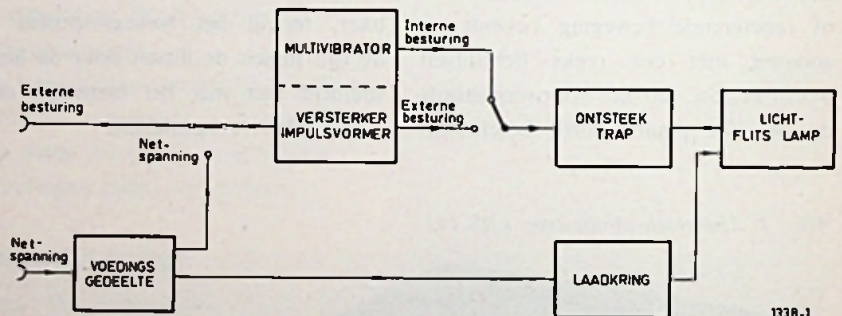 MULTIVIBRATOR
Interne
besturing
Externe
besturing
VERSTERKER
IMPULSVORMER
Externe
besturing
ONTSTEEK
TRAP
LICHT-
FLITS LAMP
Net-
spanning
Net-
spanning
VOEDINGS
GEDEELTE
LAADKRING
1338-1